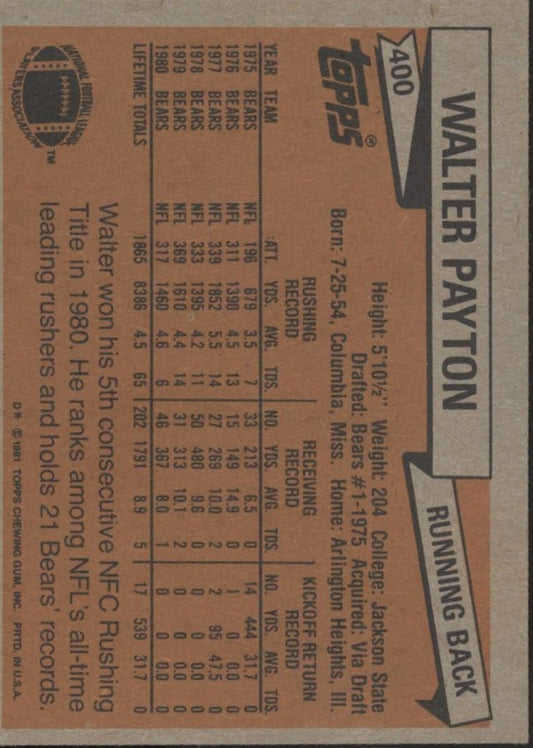 400
WALTER PAYTON
RUNNING BACK
topps®
Height: 5'10½" Weight: 204 College: Jackson State
Drafted: Bears #1-1975 Acquired: Via Draft
Born: 7-25-54, Columbia, Miss. Home: Arlington Heights, Ill.
RUSHING RECORD RECEIVING RECORD KICKOFF RETURN RECORD
YEAR TEAM ATT. YDS. AVG. TDS. NO. YDS. AVG. TDS. NO. YDS. AVG. TDS.
1975 BEARS NFL 196 679 3.5 7 33 213 6.5 0 14 444 31.7 0
1976 BEARS NFL 311 1390 4.5 13 15 149 14.9 0 1 0 0.0 0
1977 BEARS NFL 339 1852 5.5 14 27 269 10.0 2 2 95 47.5 0
1978 BEARS NFL 333 1395 4.2 11 50 480 9.6 0 0 0 0.0 0
1979 BEARS NFL 369 1610 4.4 14 31 313 10.1 2 0 0 0.0 0
1980 BEARS NFL 317 1460 4.6 6 46 367 8.0 1 0 0 0.0 0
LIFETIME TOTALS 1865 8386 4.5 65 202 1791 8.9 5 17 539 31.7 0
NATIONAL FOOTBALL LEAGUE
PLAYERS ASSOCIATION
™
Walter won his 5th consecutive NFC Rushing
Title in 1980. He ranks among NFL's all-time
leading rushers and holds 21 Bears' records.
D* ©1981 TOPPS CHEWING GUM, INC. PRTD. IN U.S.A.